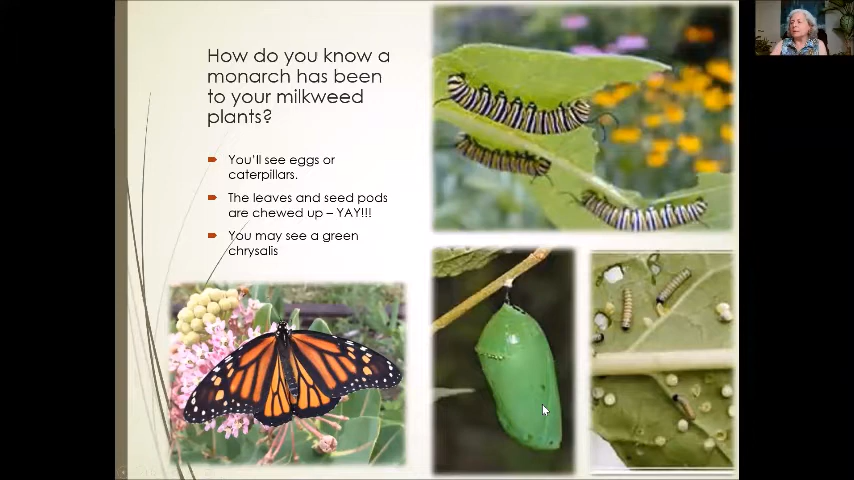 How do you know a
monarch has been
to your milkweed
plants?
You'll see eggs or
caterpillars.
The leaves and seed pods
are chewed up – YAY!!!
You may see a green
chrysalis